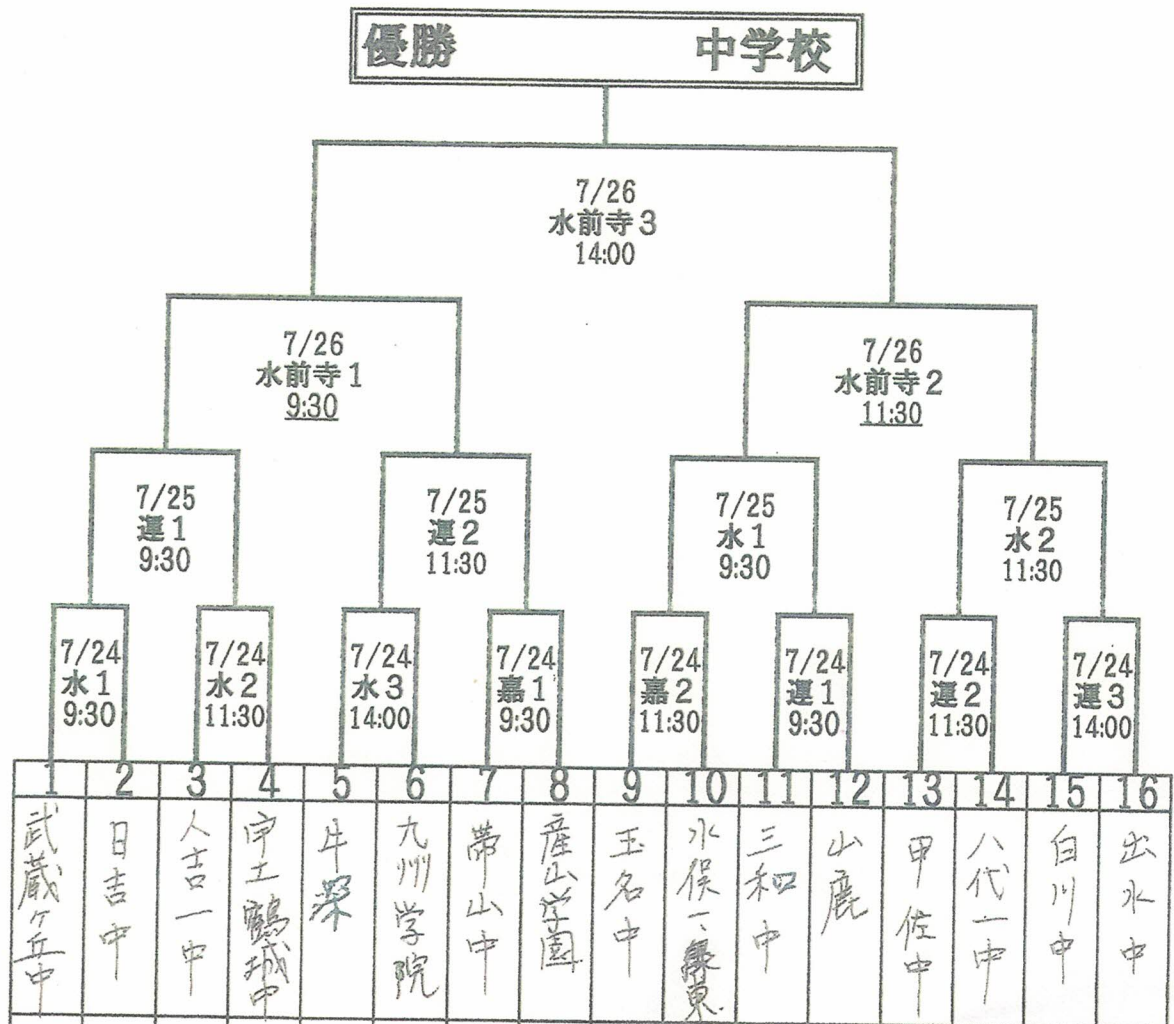 優勝 中学校
7/26
水前寺3
14:00
7/26
水前寺1
9:30
7/26
水前寺2
11:30
7/25
運1
9:30
7/25
運2
11:30
7/25
水1
9:30
7/25
水2
11:30
7/24
水1
9:30
7/24
水2
11:30
7/24
水3
14:00
7/24
嘉1
9:30
7/24
嘉2
11:30
7/24
運1
9:30
7/24
運2
11:30
7/24
運3
14:00
1 2 3 4 5 6 7 8 9 10 11 12 13 14 15 16
武蔵ヶ丘中
日吉中
人吉一中
宇土鶴城中
牛深
九州学院
帯山中
産山学園
玉名中
水俣一、
三和中
山鹿
甲佐中
八代一中
白川中
出水中